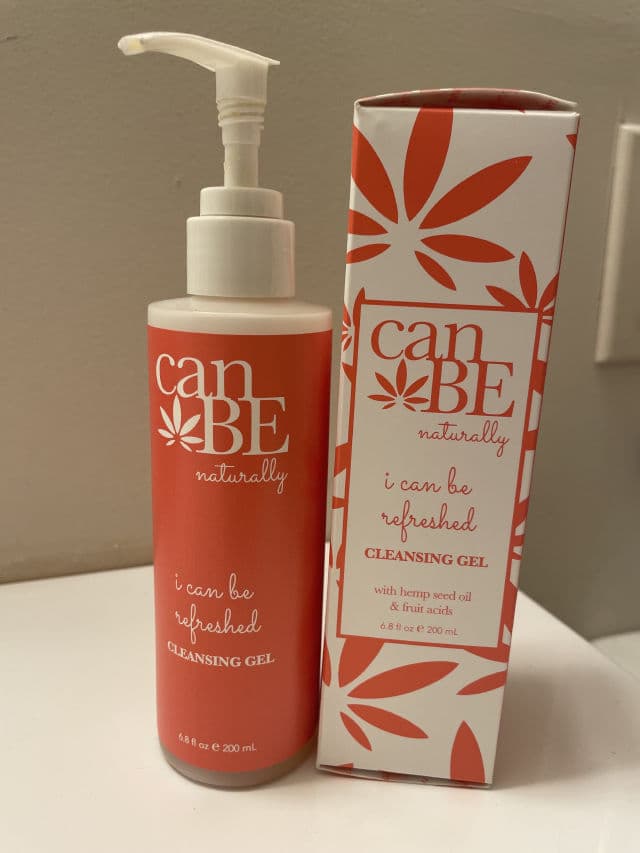 can
BE
naturally
i can be
refreshed
CLEANSING GEL
6.8 fl oz e 200 mL
can
BE
naturally
i can be
refreshed
CLEANSING GEL
with hemp seed oil
& fruit acids
6.8 fl oz e 200 mL